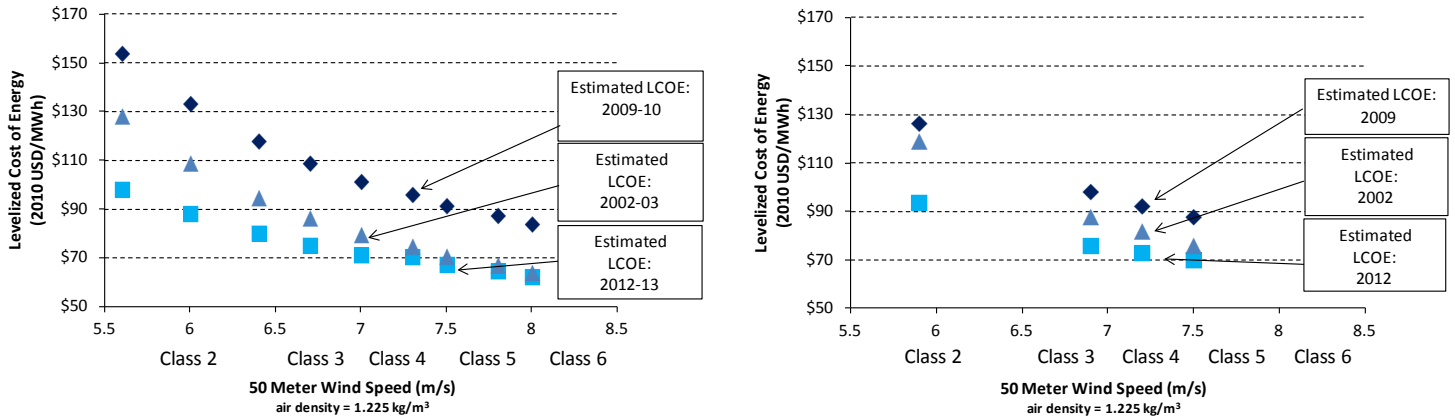 $170
$150
$130
$110
$90
$70
$50
Levelized Cost of Energy
(2010 USD/MWh)
Estimated LCOE:
2009-10
Estimated
LCOE:
2002-03
Estimated
LCOE:
2012-13
5.5 6 6.5 7 7.5 8 8.5
Class 2 Class 3 Class 4 Class 5 Class 6
50 Meter Wind Speed (m/s)
air density = 1.225 kg/m³
$170
$150
$130
$110
$90
$70
$50
Levelized Cost of Energy
(2010 USD/MWh)
Estimated LCOE:
2009
Estimated
LCOE:
2002
Estimated
LCOE:
2012
5.5 6 6.5 7 7.5 8 8.5
Class 2 Class 3 Class 4 Class 5 Class 6
50 Meter Wind Speed (m/s)
air density = 1.225 kg/m³